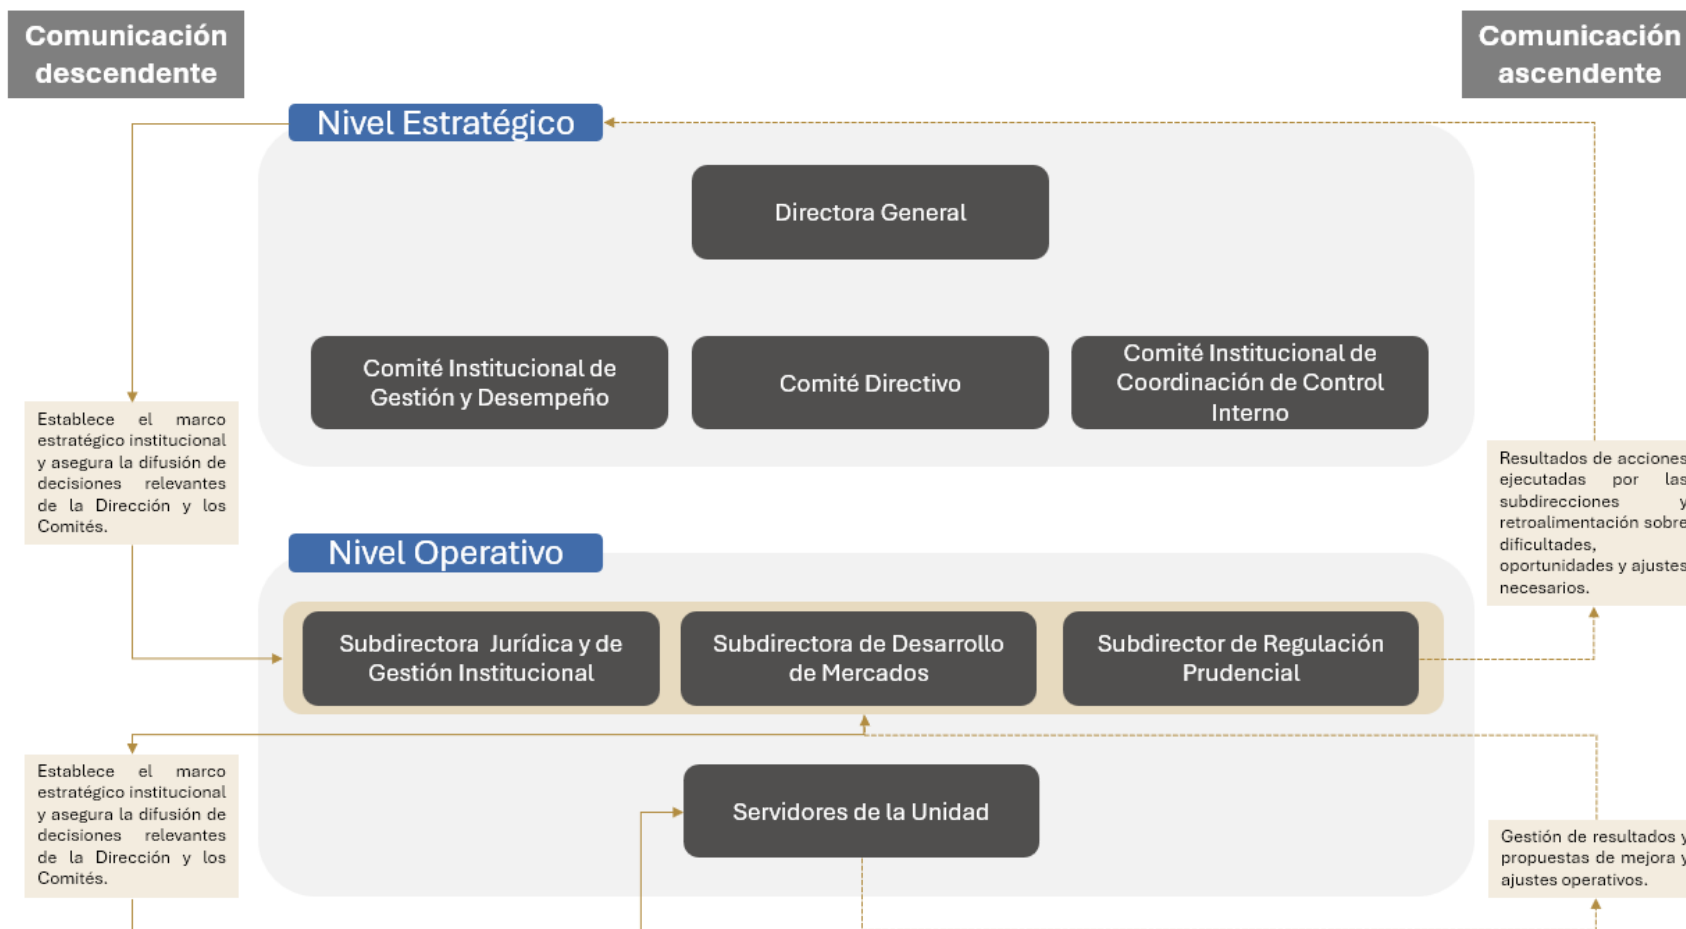 Comunicación
descendente
Comunicación
ascendente
Nivel Estratégico
Directora General
Comité Institucional de
Gestión y Desempeño
Comité Directivo
Comité Institucional de
Coordinación de Control
Interno
Establece el marco
estratégico institucional
y asegura la difusión de
decisiones relevantes
de la Dirección y los
Comités.
Resultados de acciones
ejecutadas por las
subdirecciones y
retroalimentación sobre
dificultades,
oportunidades y ajustes
necesarios.
Nivel Operativo
Subdirectora Jurídica y de
Gestión Institucional
Subdirectora de Desarrollo
de Mercados
Subdirector de Regulación
Prudencial
Establece el marco
estratégico institucional
y asegura la difusión de
decisiones relevantes
de la Dirección y los
Comités.
Servidores de la Unidad
Gestión de resultados y
propuestas de mejora y
ajustes operativos.